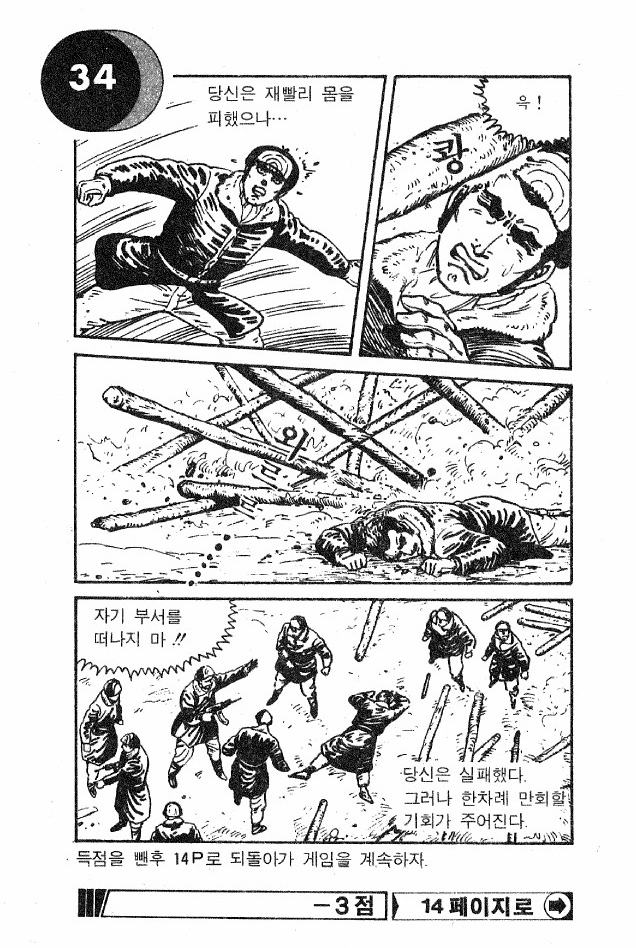 34
당신은 재빨리 몸을
피했으나…
윽!
쾅
와
르
르
자기 부서를
떠나지 마!!
당신은 실패했다.
그러나 한차례 만회할
기회가 주어진다.
득점을 뺀후 14P로 되돌아가 게임을 계속하자.
－3점
14페이지로